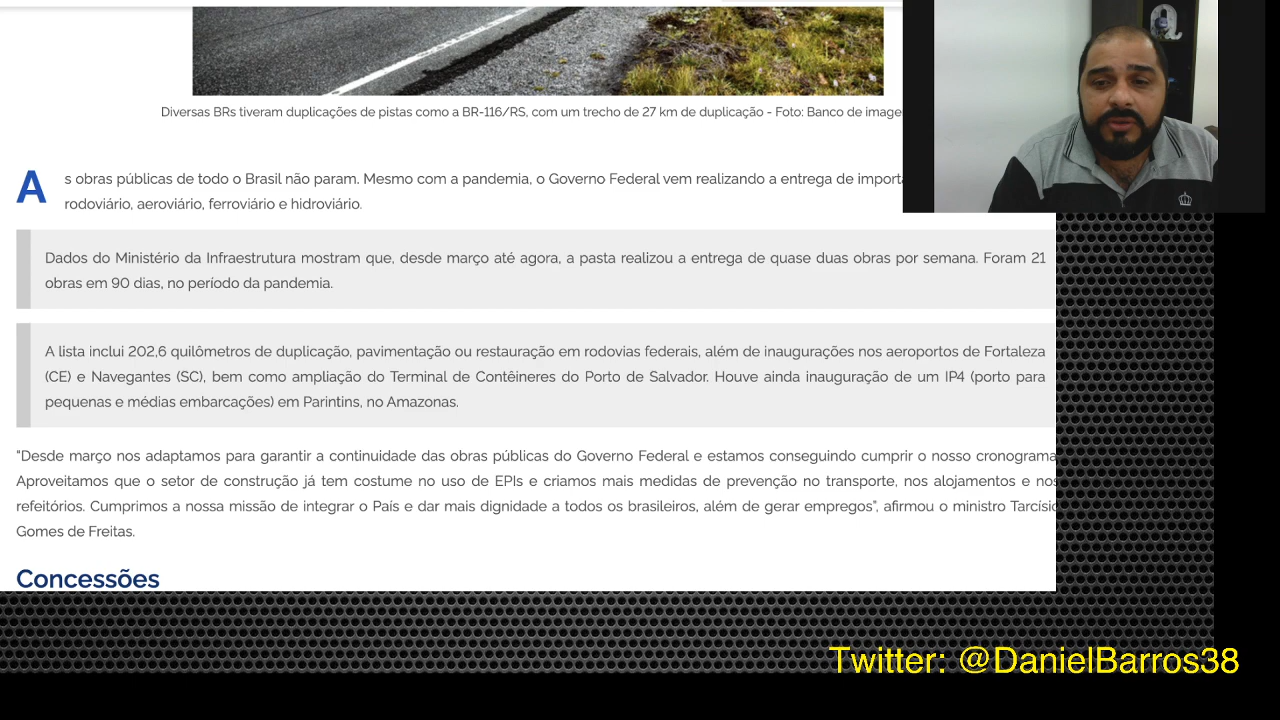 Diversas BRs tiveram duplicações de pistas como a BR-116/RS, com um trecho de 27 km de duplicação - Foto: Banco de
As obras públicas de todo o Brasil não param. Mesmo com a pandemia, o Governo Federal vem realizando a entrega de
rodoviário, aeroviário, ferroviário e hidroviário.
Dados do Ministério da Infraestrutura mostram que, desde março até agora, a pasta realizou a entrega de quase duas obras por semana. Foram 21
obras em 90 dias, no período da pandemia.
A lista inclui 202,6 quilômetros de duplicação, pavimentação ou restauração em rodovias federais, além de inaugurações nos aeroportos de Fortaleza
(CE) e Navegantes (SC), bem como ampliação do Terminal de Contêineres do Porto de Salvador. Houve ainda inauguração de um IP4 (porto para
pequenas e médias embarcações) em Parintins, no Amazonas.
"Desde março nos adaptamos para garantir a continuidade das obras públicas do Governo Federal e estamos conseguindo cumprir o nosso cronograma
Aproveitamos que o setor de construção já tem costume no uso de EPIs e criamos mais medidas de prevenção no transporte, nos alojamentos e nos
refeitórios. Cumprimos a nossa missão de integrar o País e dar mais dignidade a todos os brasileiros, além de gerar empregos", afirmou o ministro Tarcísio
Gomes de Freitas.
Concessões
Twitter: @DanielBarros38